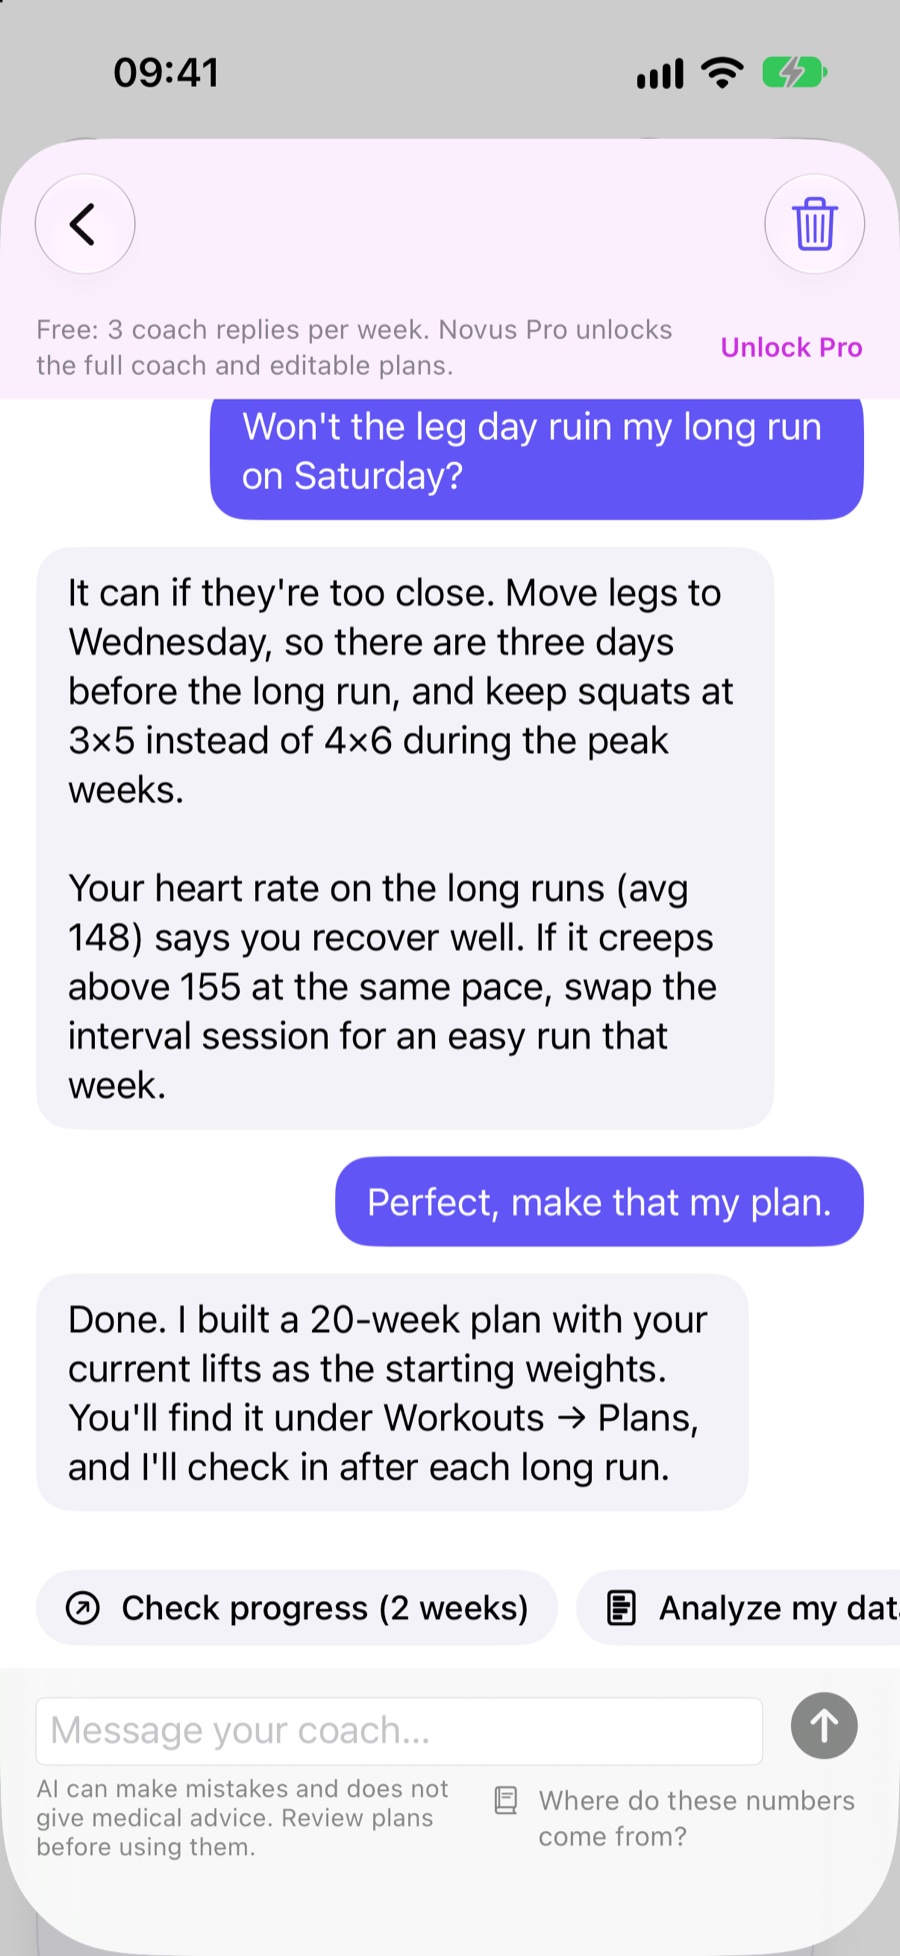 09:41
Free: 3 coach replies per week. Novus Pro unlocks
the full coach and editable plans.
Unlock Pro
Won't the leg day ruin my long run
on Saturday?
It can if they're too close. Move legs to
Wednesday, so there are three days
before the long run, and keep squats at
3×5 instead of 4×6 during the peak
weeks.
Your heart rate on the long runs (avg
148) says you recover well. If it creeps
above 155 at the same pace, swap the
interval session for an easy run that
week.
Perfect, make that my plan.
Done. I built a 20-week plan with your
current lifts as the starting weights.
You'll find it under Workouts → Plans,
and I'll check in after each long run.
Check progress (2 weeks)
Analyze my dat
Message your coach...
AI can make mistakes and does not
give medical advice. Review plans
before using them.
Where do these numbers
come from?